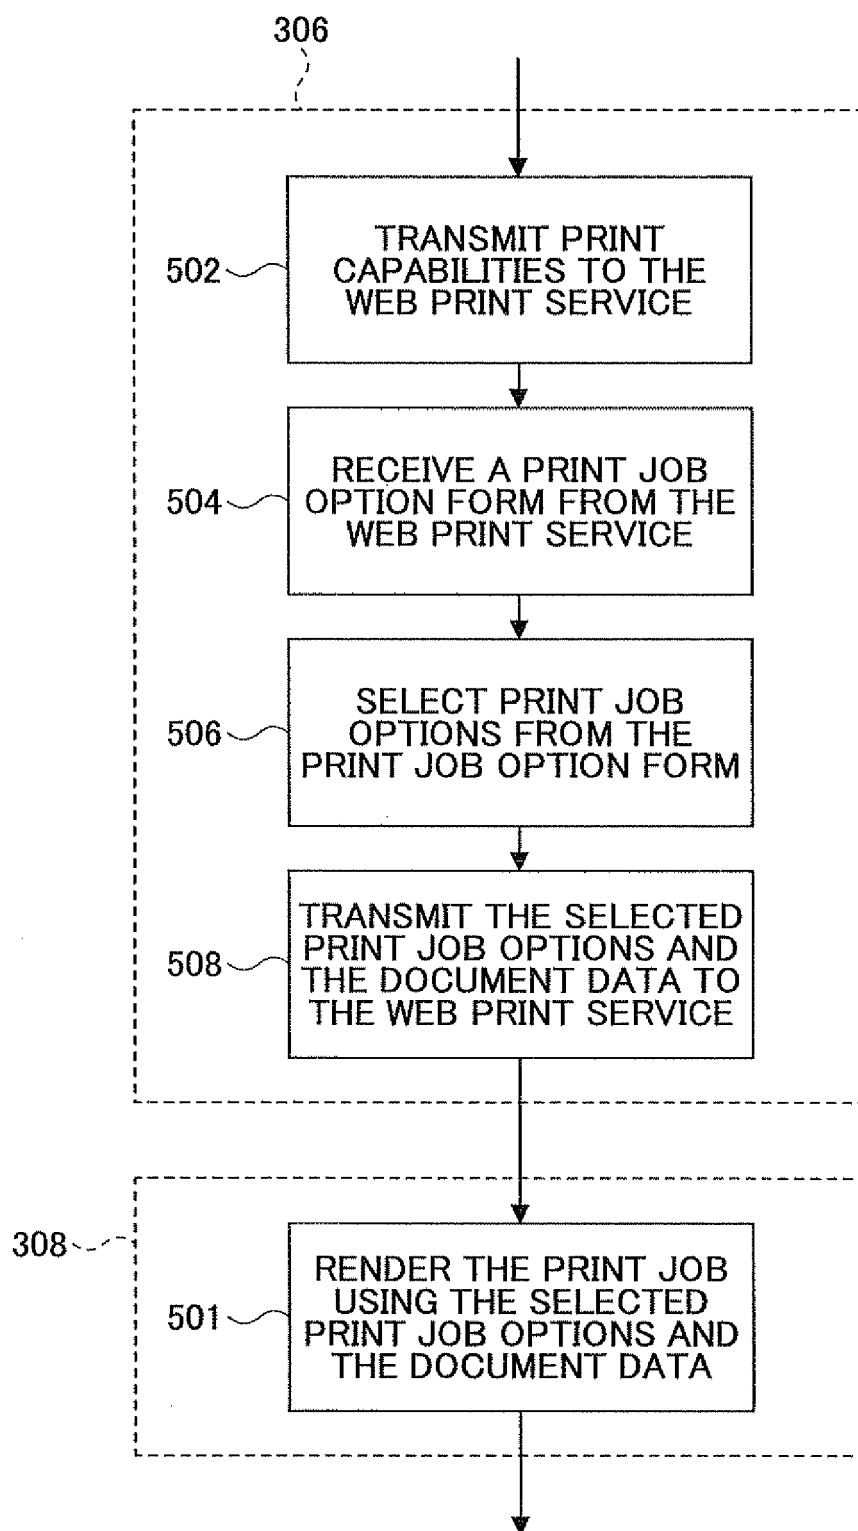 306
502
TRANSMIT PRINT
CAPABILITIES TO THE
WEB PRINT SERVICE
504
RECEIVE A PRINT JOB
OPTION FORM FROM THE
WEB PRINT SERVICE
506
SELECT PRINT JOB
OPTIONS FROM THE
PRINT JOB OPTION FORM
508
TRANSMIT THE SELECTED
PRINT JOB OPTIONS AND
THE DOCUMENT DATA TO
THE WEB PRINT SERVICE
308
501
RENDER THE PRINT JOB
USING THE SELECTED
PRINT JOB OPTIONS AND
THE DOCUMENT DATA